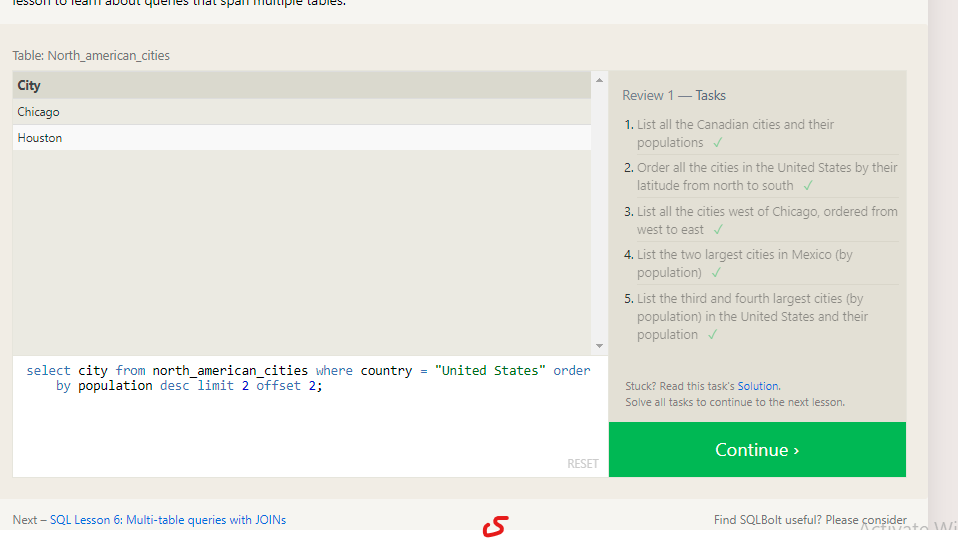 lesson to learn about queries that span multiple tables.
Table: North_american_cities
City
Chicago
Houston
select city from north_american_cities where country = "United States" order
by population desc limit 2 offset 2;
RESET
Review 1 — Tasks
1. List all the Canadian cities and their
populations ✓
2. Order all the cities in the United States by their
latitude from north to south ✓
3. List all the cities west of Chicago, ordered from
west to east ✓
4. List the two largest cities in Mexico (by
population) ✓
5. List the third and fourth largest cities (by
population) in the United States and their
population ✓
Stuck? Read this task's Solution.
Solve all tasks to continue to the next lesson.
Continue ›
Next – SQL Lesson 6: Multi-table queries with JOINs
5
Find SQLBolt useful? Please consider
Activate Wi